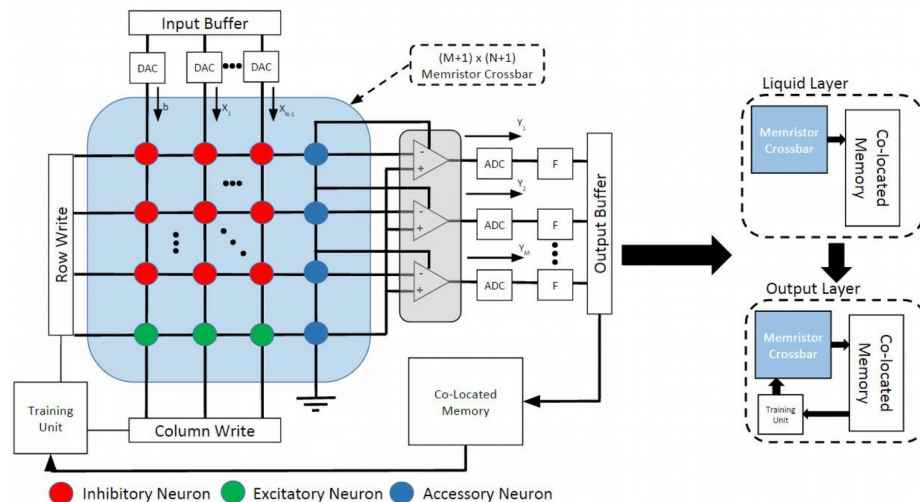 Input Buffer
DAC
DAC
DAC
b
X1
XN-1
(M+1) x (N+1)
Memristor Crossbar
Row Write
Y1
Y2
YM
ADC
F
ADC
F
ADC
F
Output Buffer
Training
Unit
Column Write
Co-Located
Memory
Inhibitory Neuron
Excitatory Neuron
Accessory Neuron
Liquid Layer
Memristor
Crossbar
Co-located
Memory
Output Layer
Memristor
Crossbar
Training
Unit
Co-located
Memory